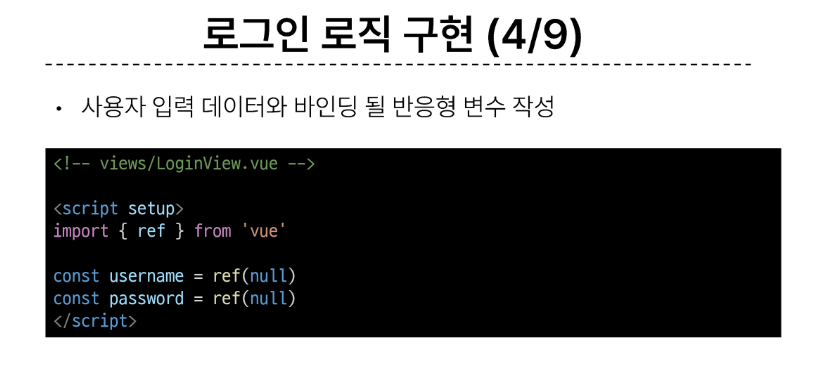 로그인 로직 구현 (4/9)
• 사용자 입력 데이터와 바인딩 될 반응형 변수 작성
<!-- views/LoginView.vue -->
<script setup>
import { ref } from 'vue'
const username = ref(null)
const password = ref(null)
</script>